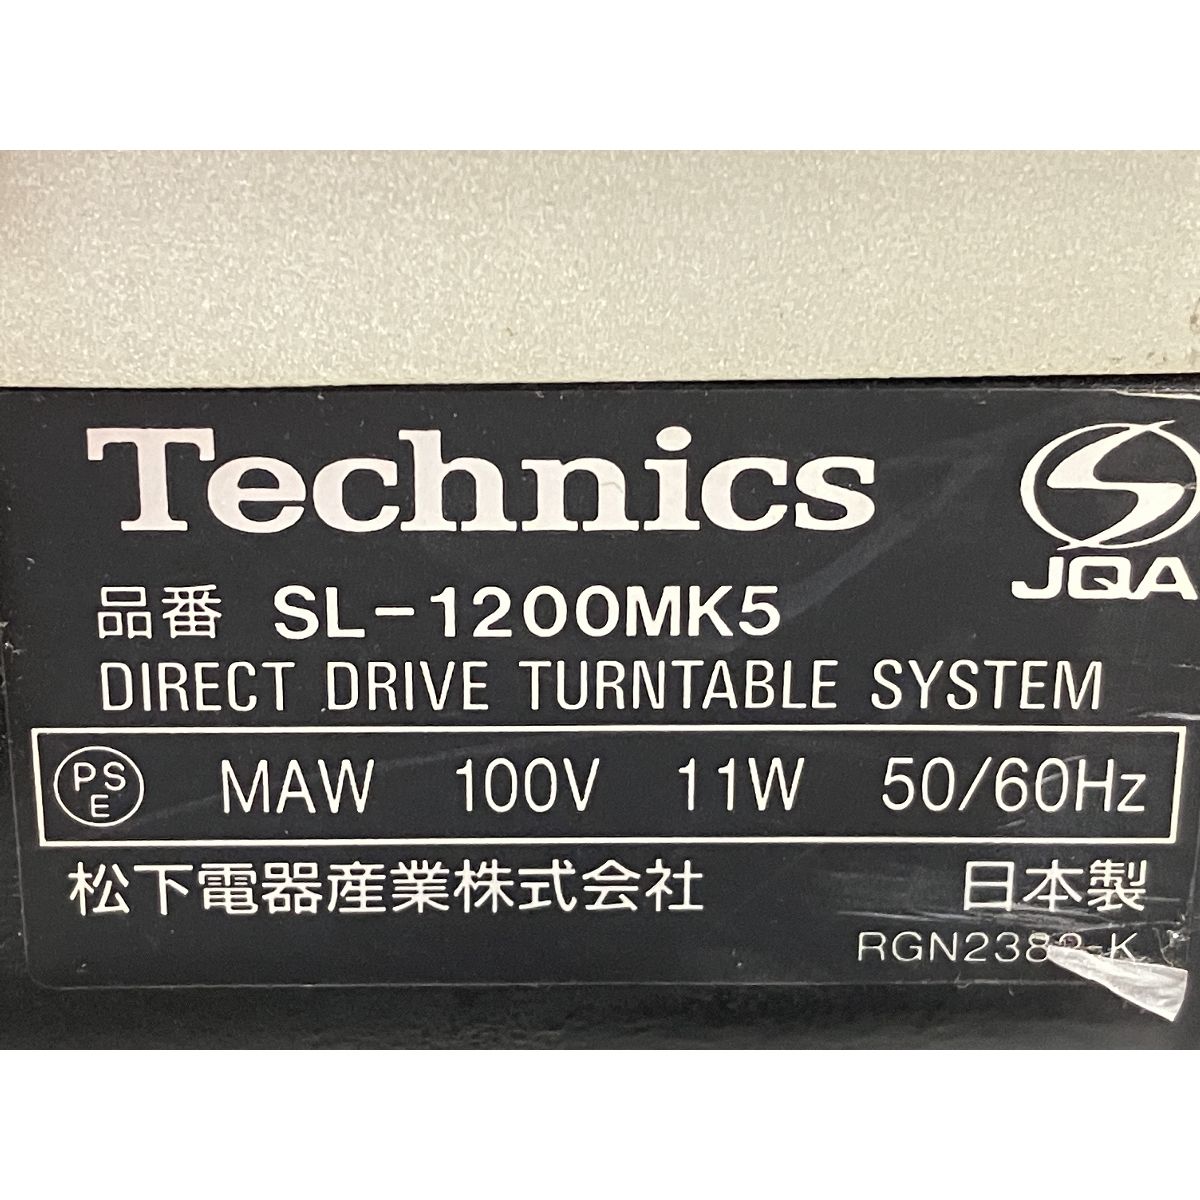 Technics
JQA
品番 SL-1200MK5
DIRECT DRIVE TURNTABLE SYSTEM
PSE MAW 100V 11W 50/60Hz
松下電器産業株式会社 日本製